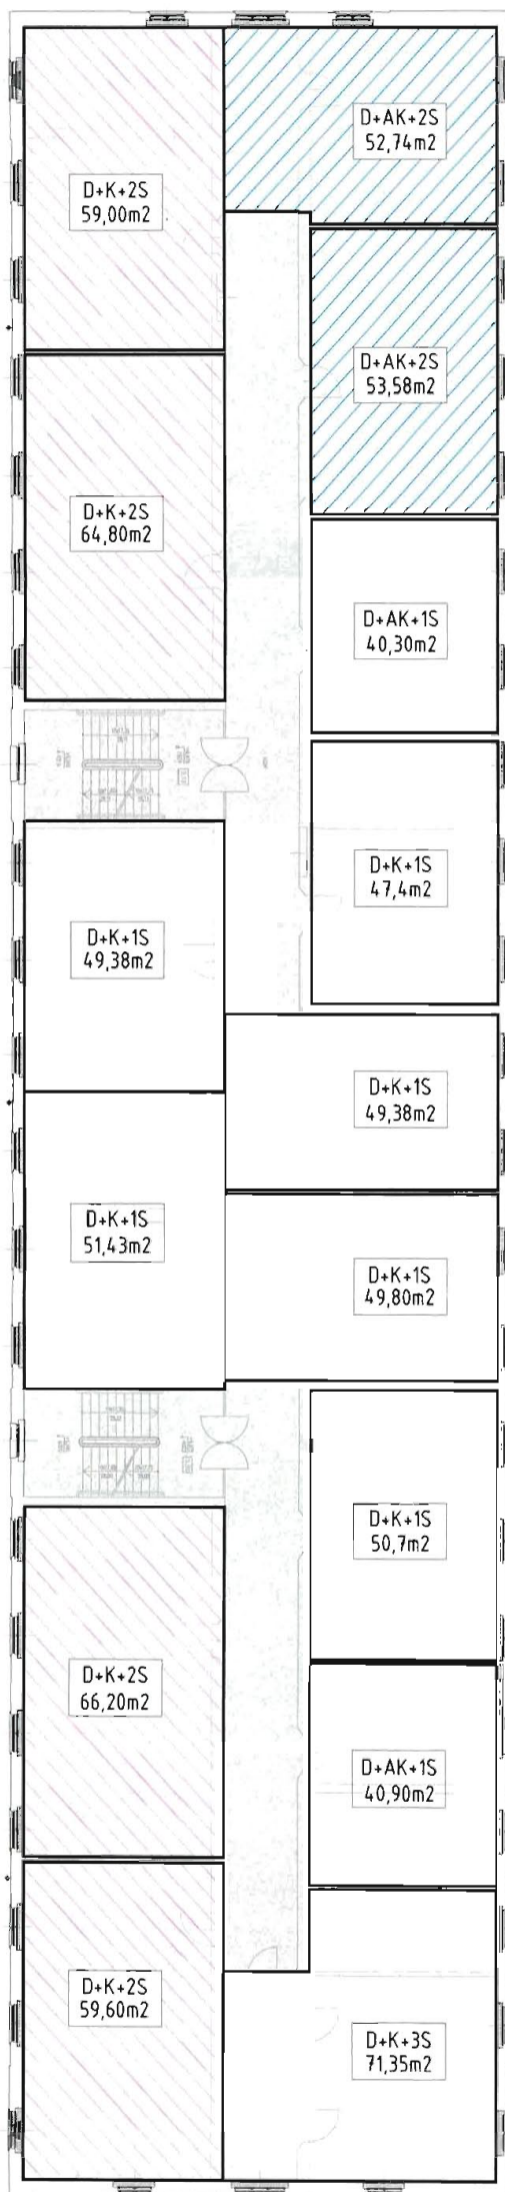 D+AK+2S
52,74m2
D+K+2S
59,00m2
D+AK+2S
53,58m2
D+K+2S
64,80m2
D+AK+1S
40,30m2
D+K+1S
47,4m2
D+K+1S
49,38m2
D+K+1S
49,38m2
D+K+1S
51,43m2
D+K+1S
49,80m2
D+K+1S
50,7m2
D+K+2S
66,20m2
D+AK+1S
40,90m2
D+K+2S
59,60m2
D+K+3S
71,35m2